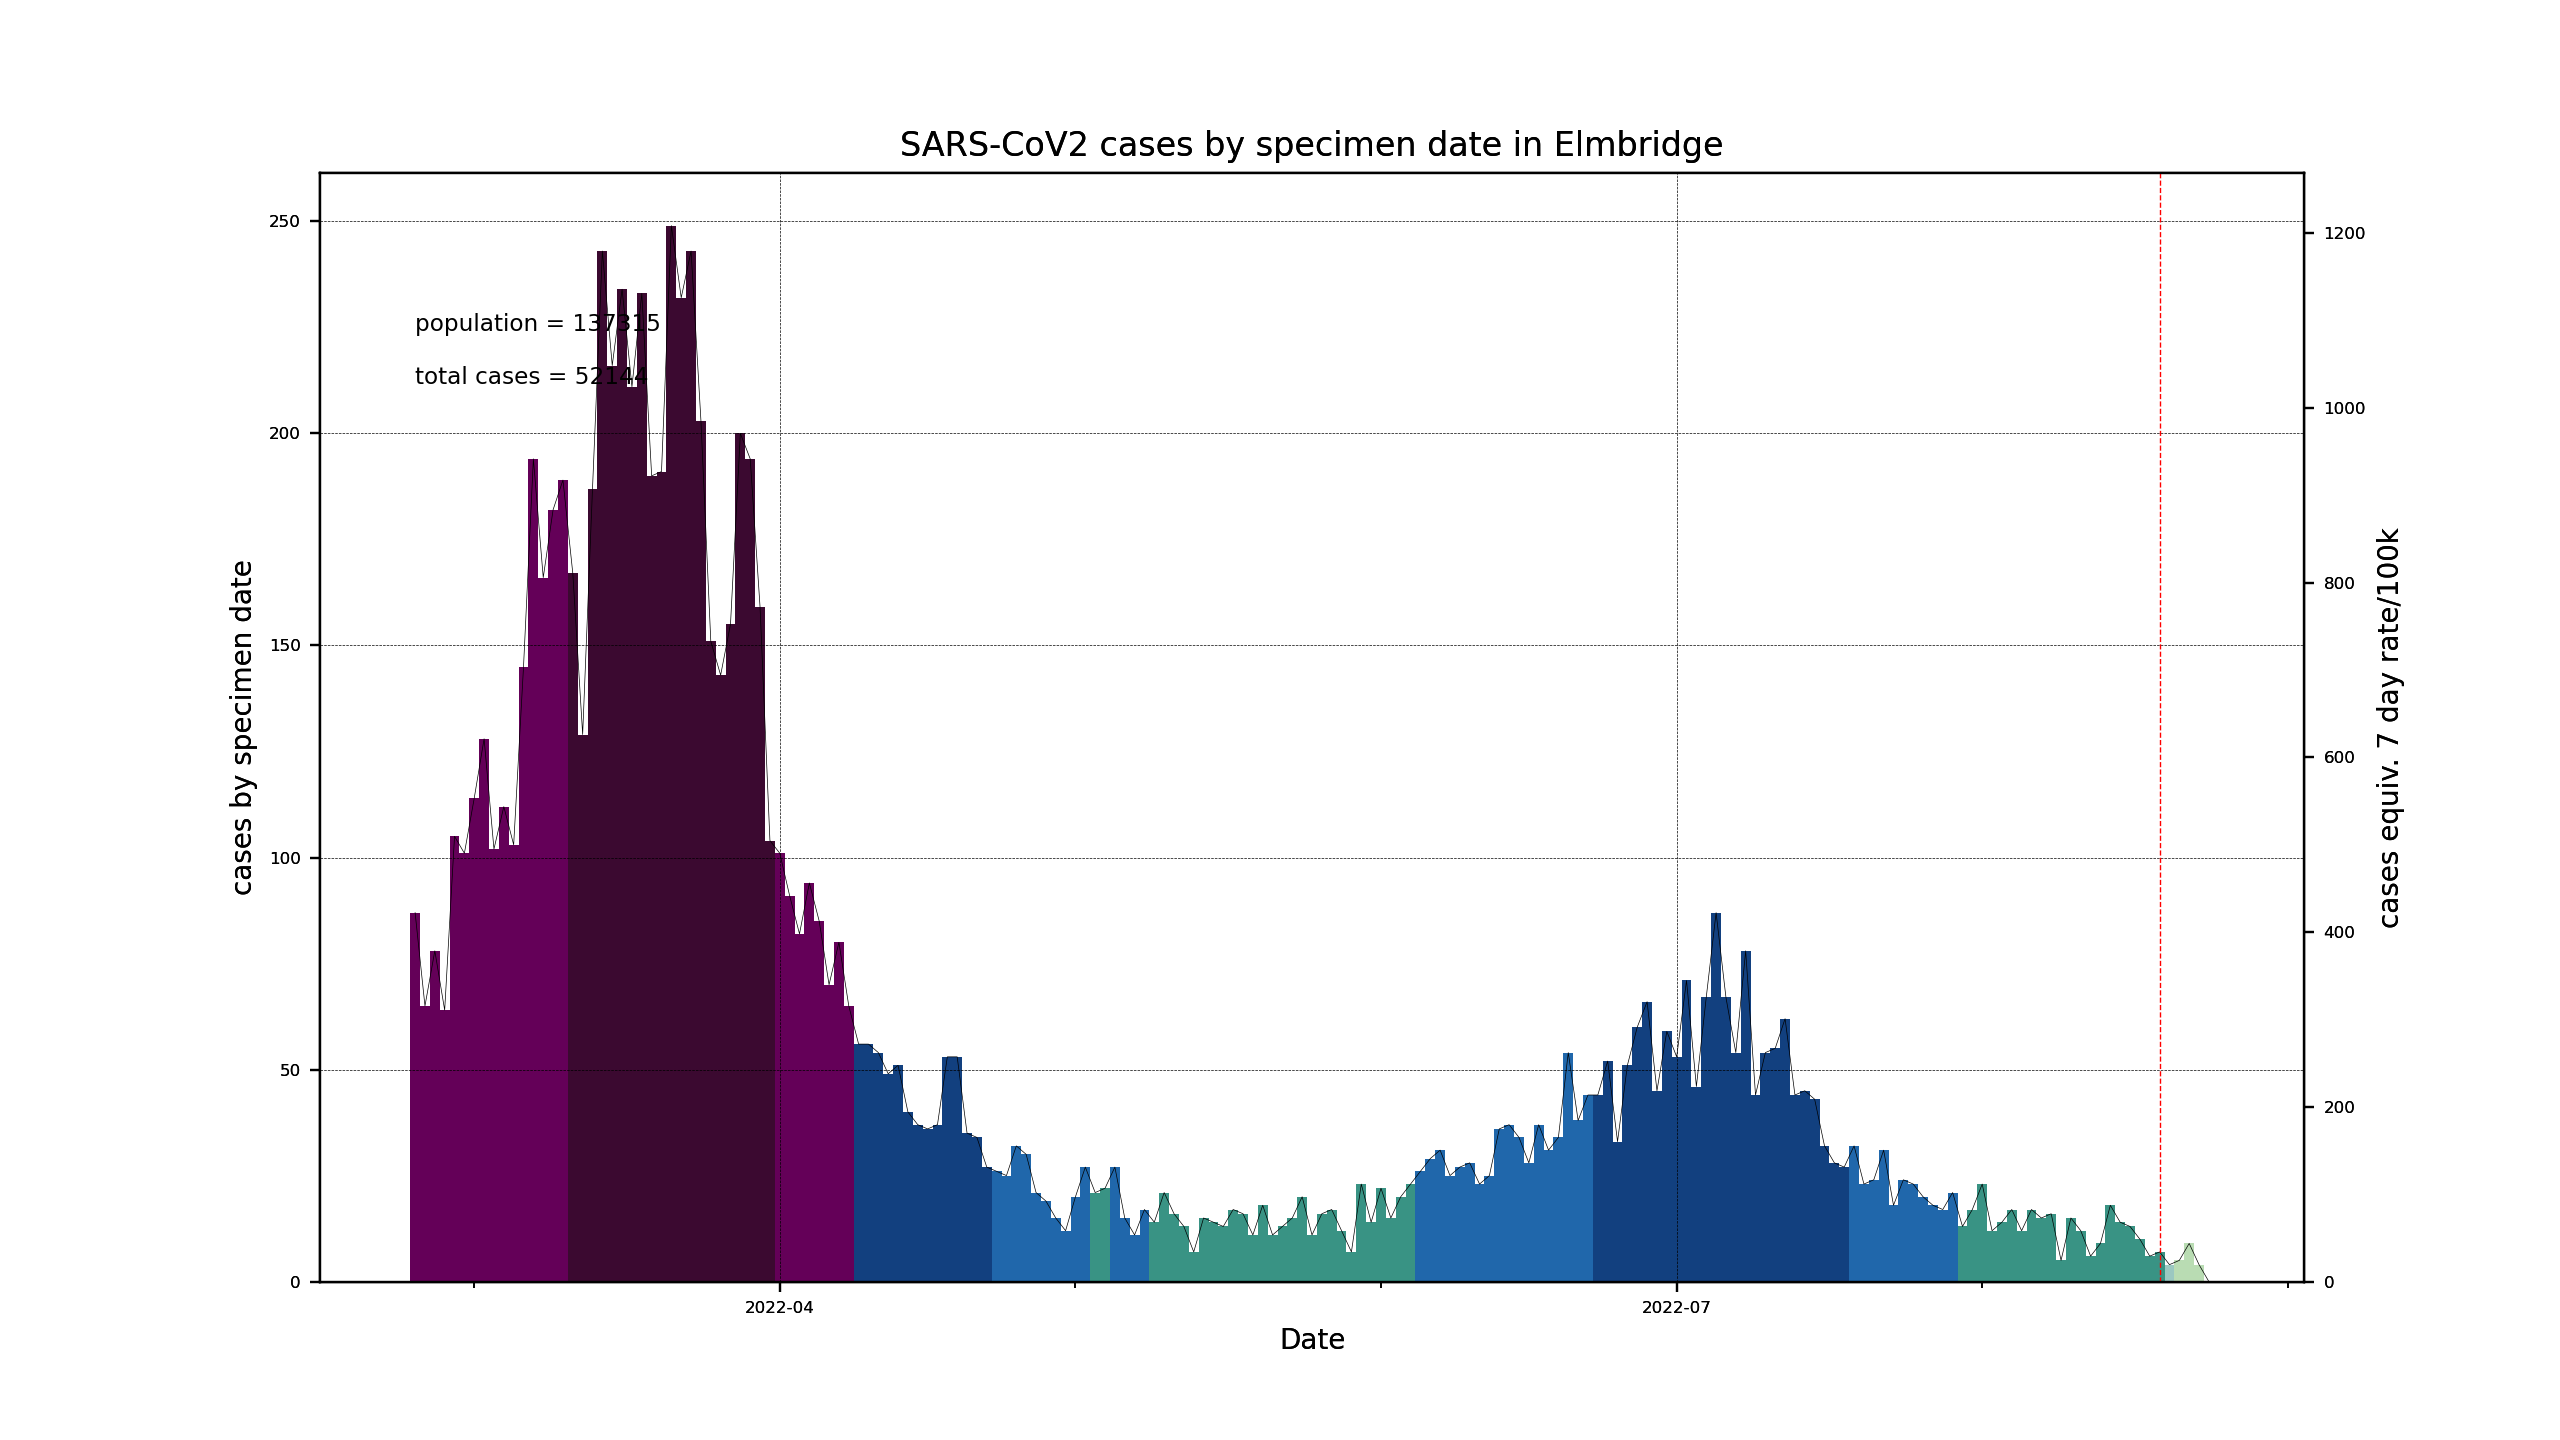 SARS-CoV2 cases by specimen date in Elmbridge
population = 137315
total cases = 52144
cases by specimen date
250
200
150
100
50
0
1200
1000
800
600
400
200
0
cases equiv. 7 day rate/100k
2022-04
2022-07
Date